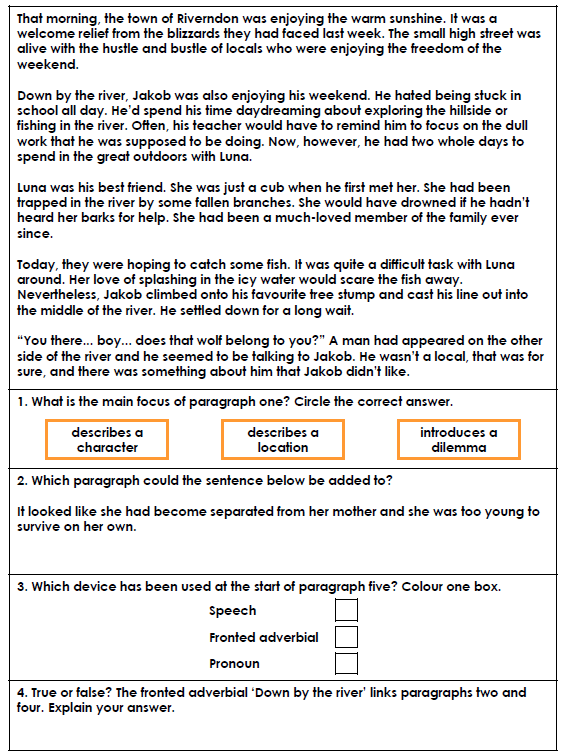 That morning, the town of Riverndon was enjoying the warm sunshine. It was a
welcome relief from the blizzards they had faced last week. The small high street was
alive with the hustle and bustle of locals who were enjoying the freedom of the
weekend.
Down by the river, Jakob was also enjoying his weekend. He hated being stuck in
school all day. He’d spend his time daydreaming about exploring the hillside or
fishing in the river. Often, his teacher would have to remind him to focus on the dull
work that he was supposed to be doing. Now, however, he had two whole days to
spend in the great outdoors with Luna.
Luna was his best friend. She was just a cub when he first met her. She had been
trapped in the river by some fallen branches. She would have drowned if he hadn’t
heard her barks for help. She had been a much-loved member of the family ever
since.
Today, they were hoping to catch some fish. It was quite a difficult task with Luna
around. Her love of splashing in the icy water would scare the fish away.
Nevertheless, Jakob climbed onto his favourite tree stump and cast his line out into
the middle of the river. He settled down for a long wait.
“You there... boy... does that wolf belong to you?” A man had appeared on the other
side of the river and he seemed to be talking to Jakob. He wasn’t a local, that was for
sure, and there was something about him that Jakob didn’t like.
1. What is the main focus of paragraph one? Circle the correct answer.
describes a
character
describes a
location
introduces a
dilemma
2. Which paragraph could the sentence below be added to?
It looked like she had become separated from her mother and she was too young to
survive on her own.
3. Which device has been used at the start of paragraph five? Colour one box.
Speech
Fronted adverbial
Pronoun
4. True or false? The fronted adverbial ‘Down by the river’ links paragraphs two and
four. Explain your answer.